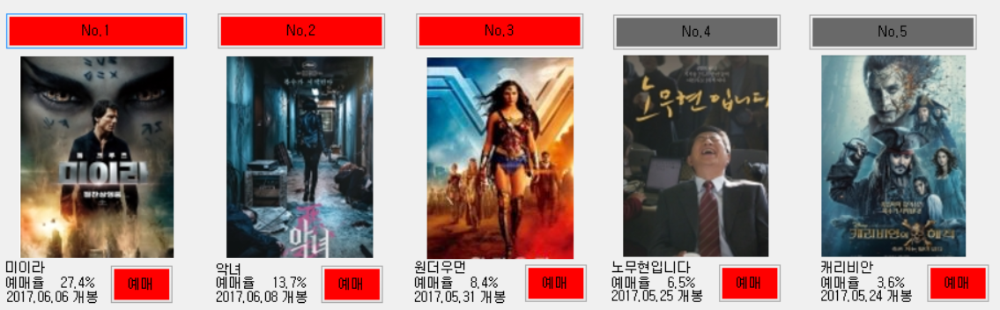 No.1
No.2
No.3
No.4
No.5
미이라
절찬상영중
악녀
노무현입니다
캐리비안의 해적
미이라
예매율 27.4%
2017.06.06 개봉
예매
악녀
예매율 13.7%
2017.06.08 개봉
예매
원더우먼
예매율 8.4%
2017.05.31 개봉
예매
노무현입니다
예매율 6.5%
2017.05.25 개봉
예매
캐리비안
예매율 3.6%
2017.05.24 개봉
예매